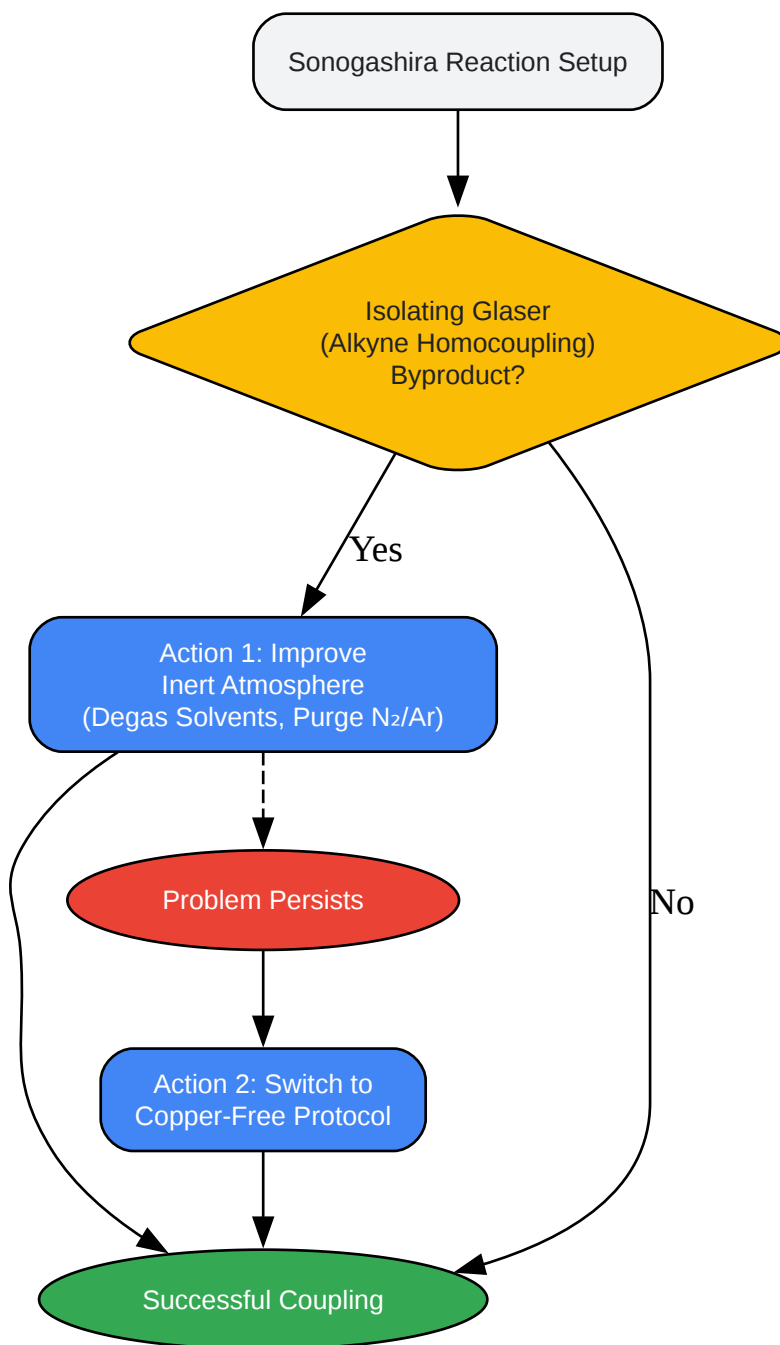 Sonogashira Reaction Setup
Isolating Glaser
(Alkyne Homocoupling)
Byproduct?
Yes
Action 1: Improve
Inert Atmosphere
(Degas Solvents, Purge N₂/Ar)
Problem Persists
No
Action 2: Switch to
Copper-Free Protocol
Successful Coupling